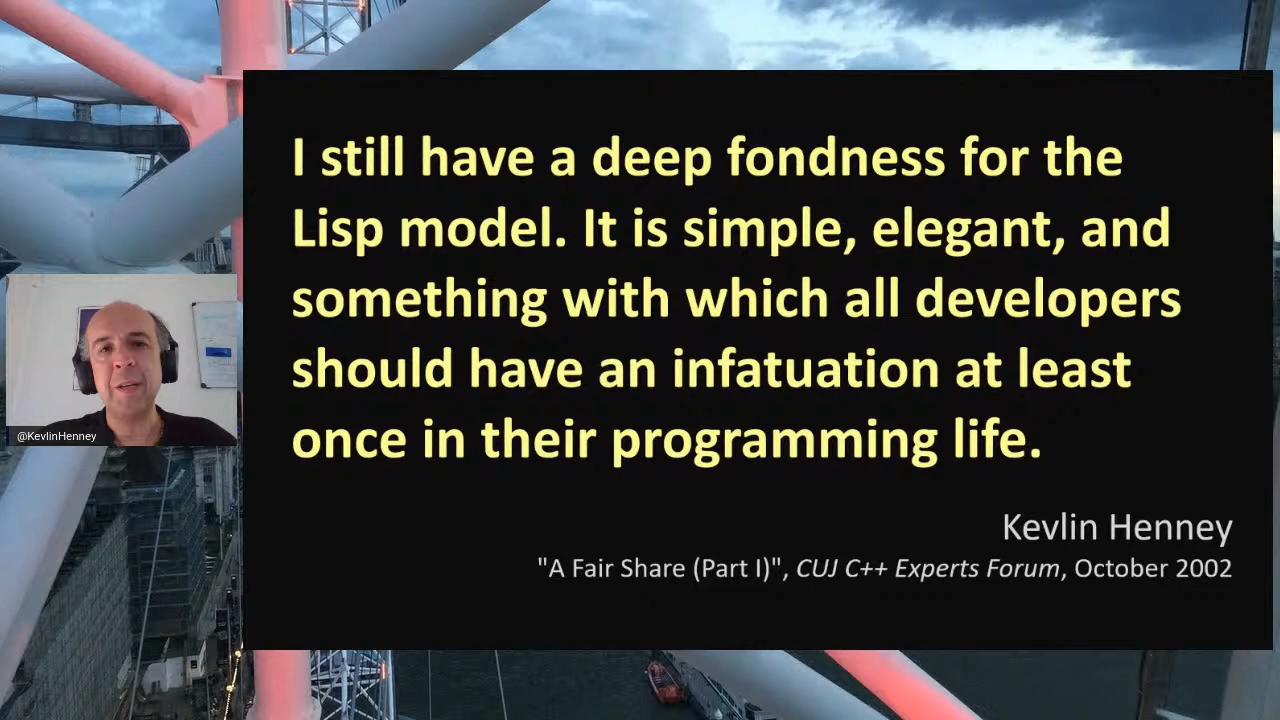 I still have a deep fondness for the
Lisp model. It is simple, elegant, and
something with which all developers
should have an infatuation at least
once in their programming life.
Kevlin Henney
"A Fair Share (Part I)", CUJ C++ Experts Forum, October 2002
@KevlinHenney